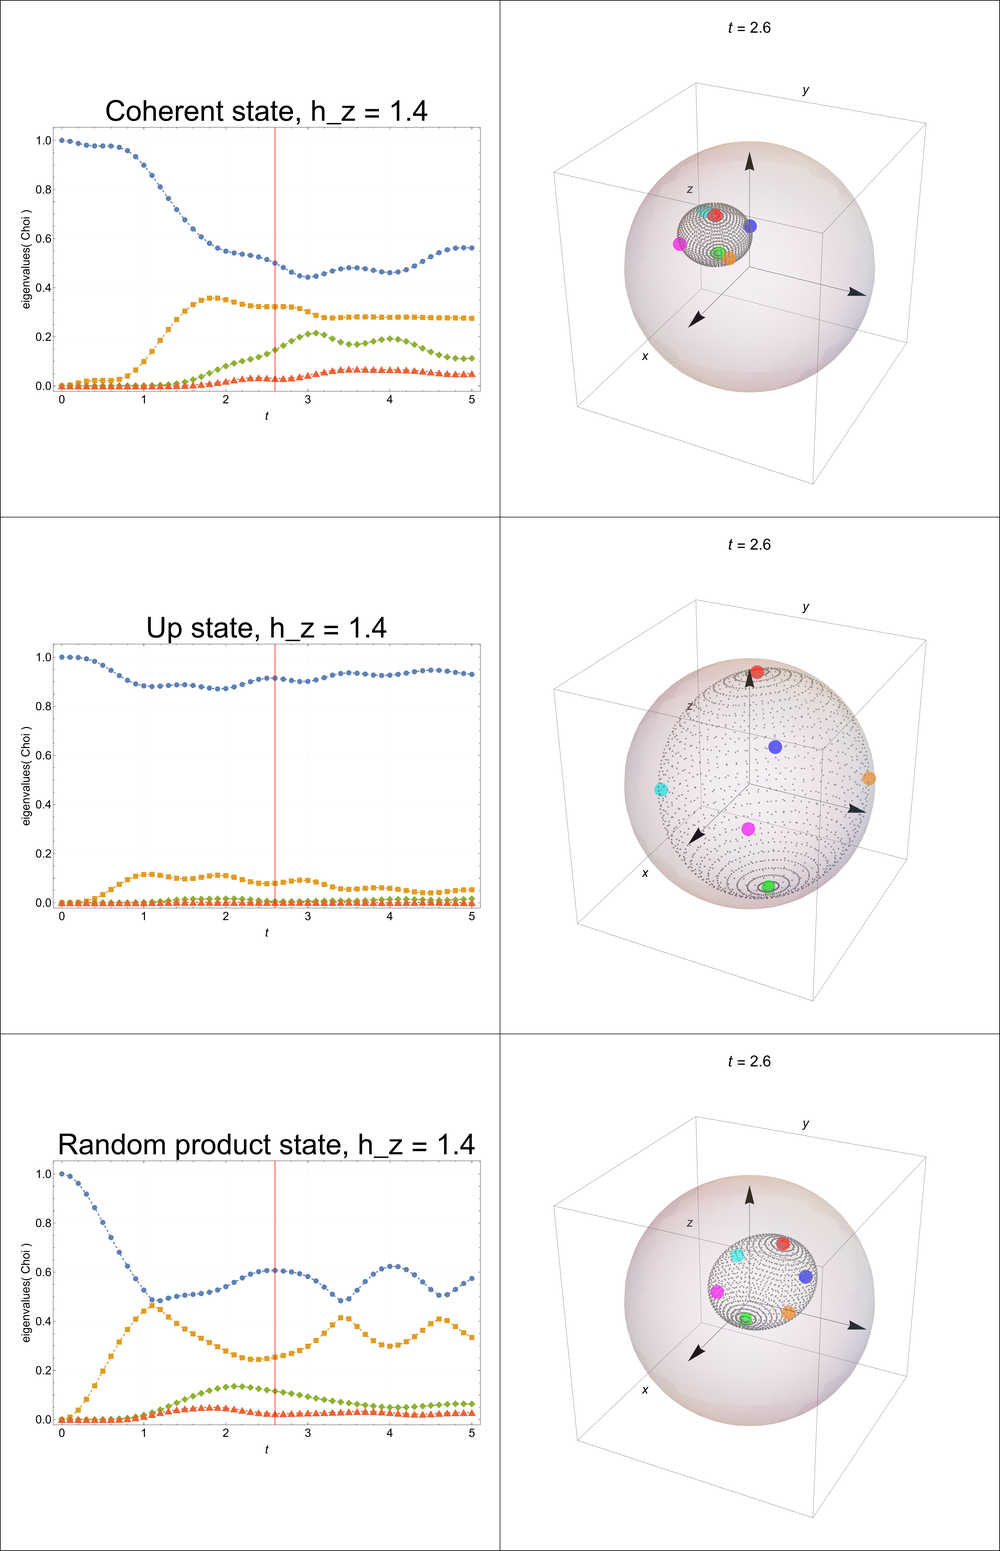 Coherent state, h_z = 1.4
eigenvalues( Choi )
1.0
0.8
0.6
0.4
0.2
0.0
0 1 2 3 4 5
t
t = 2.6
y
z
x
Up state, h_z = 1.4
eigenvalues( Choi )
1.0
0.8
0.6
0.4
0.2
0.0
0 1 2 3 4 5
t
t = 2.6
y
z
x
Random product state, h_z = 1.4
eigenvalues( Choi )
1.0
0.8
0.6
0.4
0.2
0.0
0 1 2 3 4 5
t
t = 2.6
y
z
x